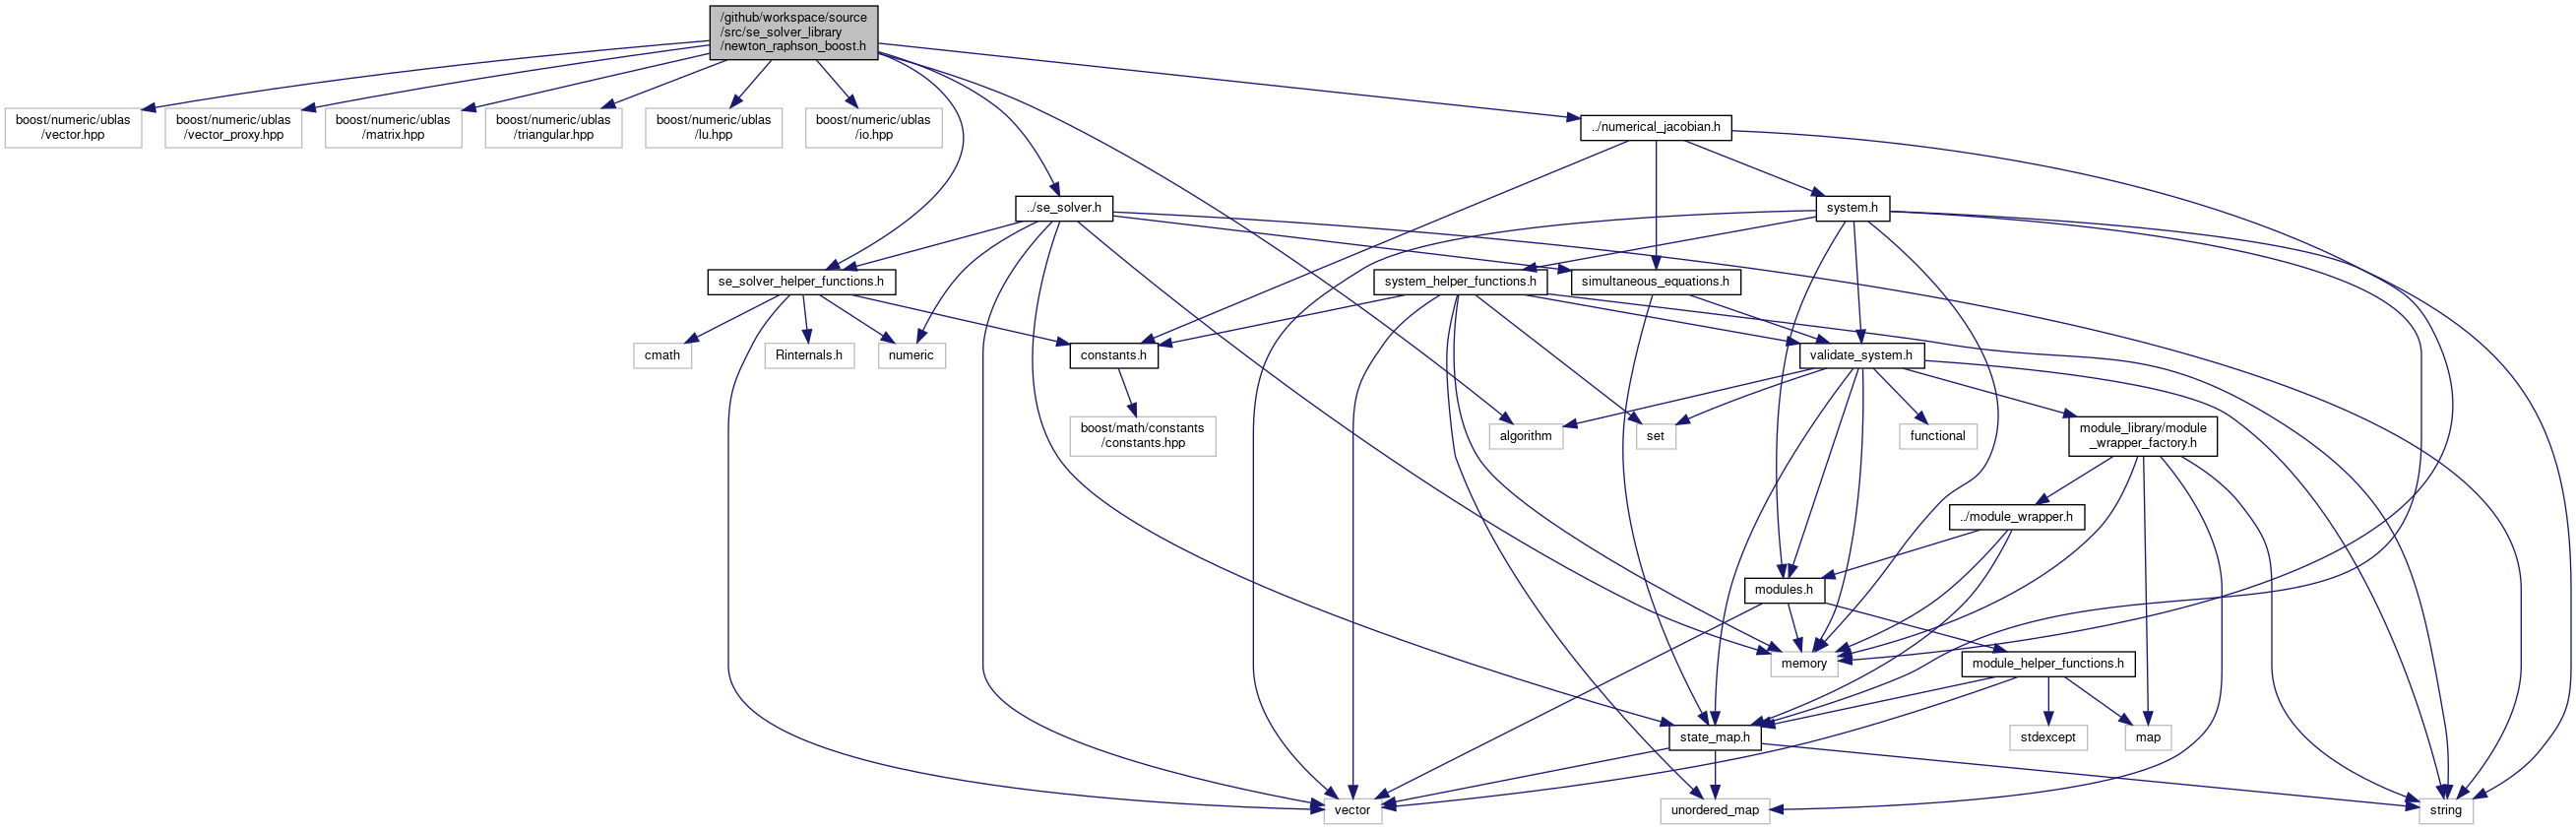 /github/workspace/source
/src/se_solver_library
/newton_raphson_boost.h
boost/numeric/ublas
/vector.hpp
boost/numeric/ublas
/vector_proxy.hpp
boost/numeric/ublas
/matrix.hpp
boost/numeric/ublas
/triangular.hpp
boost/numeric/ublas
/lu.hpp
boost/numeric/ublas
/io.hpp
../numerical_jacobian.h
../se_solver.h
system.h
se_solver_helper_functions.h
system_helper_functions.h
simultaneous_equations.h
cmath
Rinternals.h
numeric
constants.h
validate_system.h
boost/math/constants
/constants.hpp
algorithm
set
functional
module_library/module
_wrapper_factory.h
../module_wrapper.h
modules.h
memory
module_helper_functions.h
state_map.h
stdexcept
map
vector
unordered_map
string